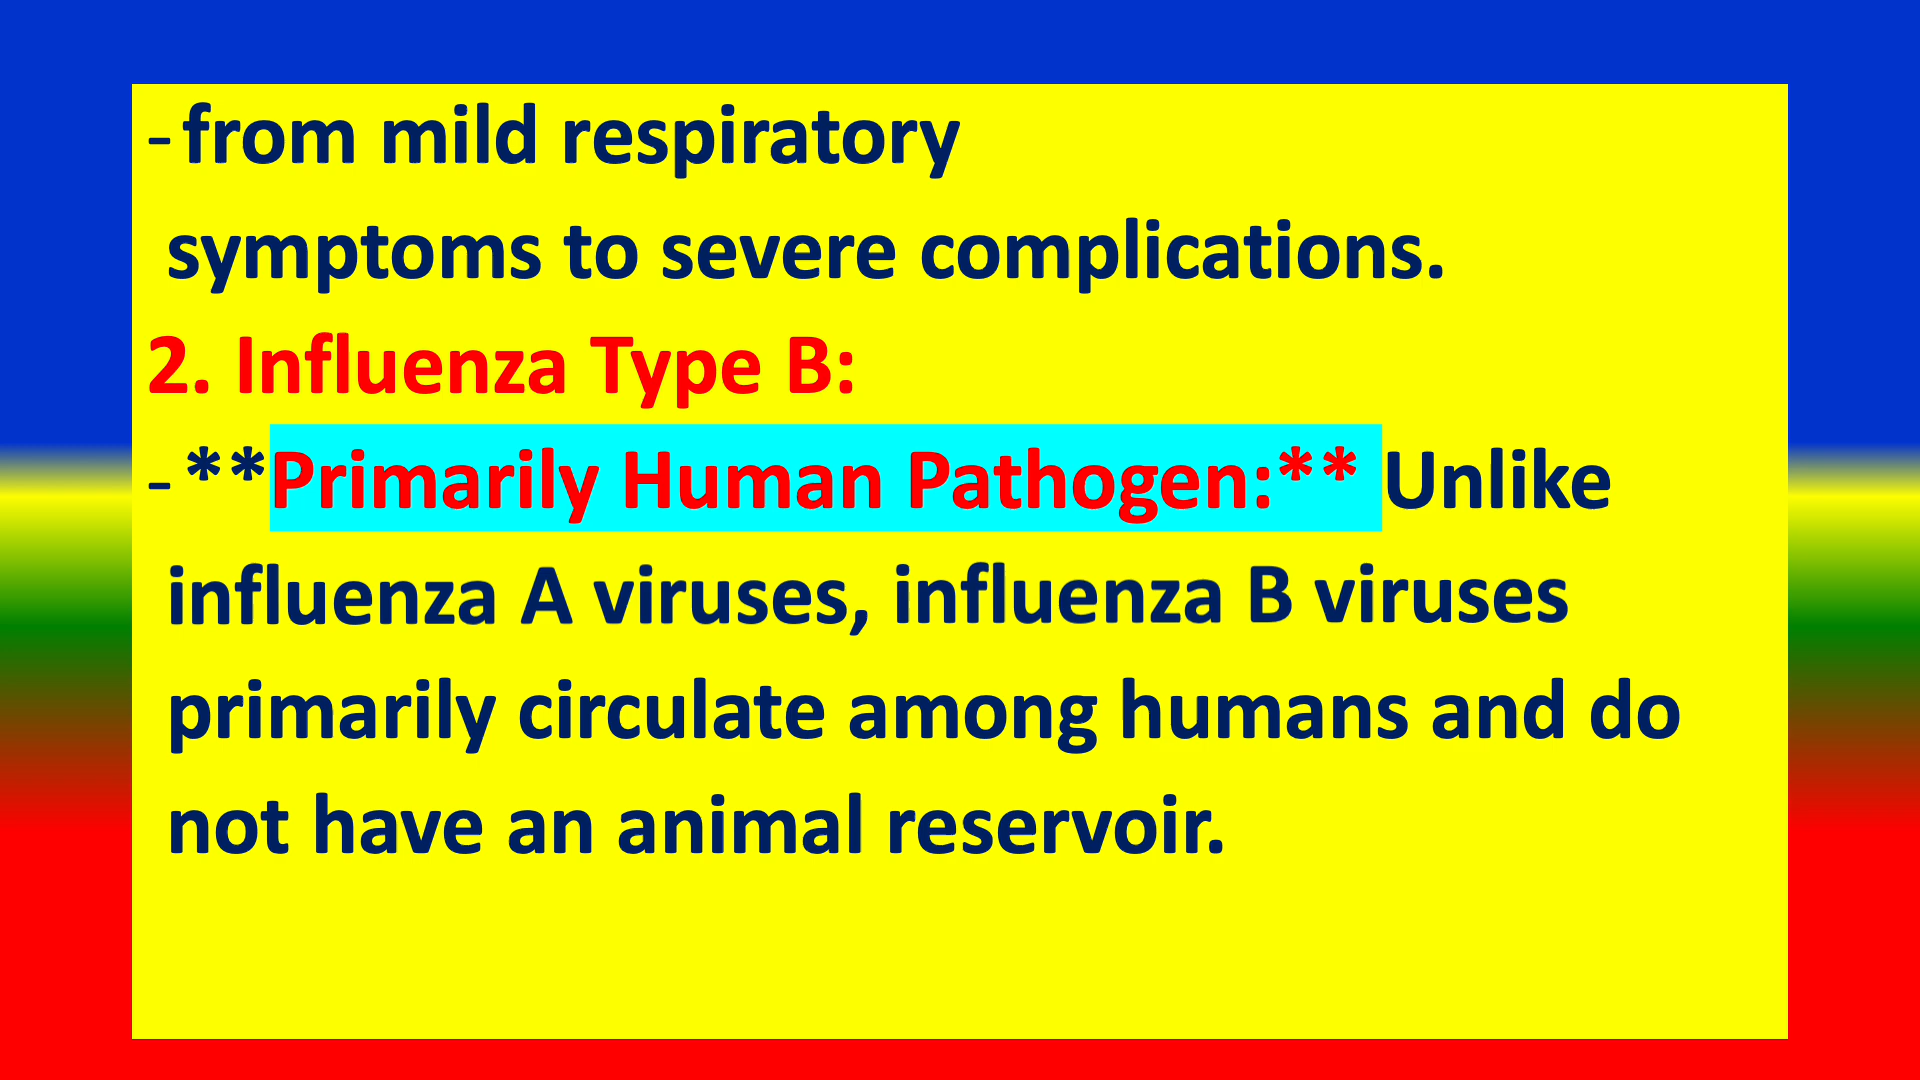 - from mild respiratory
symptoms to severe complications.
2. Influenza Type B:
- **Primarily Human Pathogen:** Unlike
influenza A viruses, influenza B viruses
primarily circulate among humans and do
not have an animal reservoir.